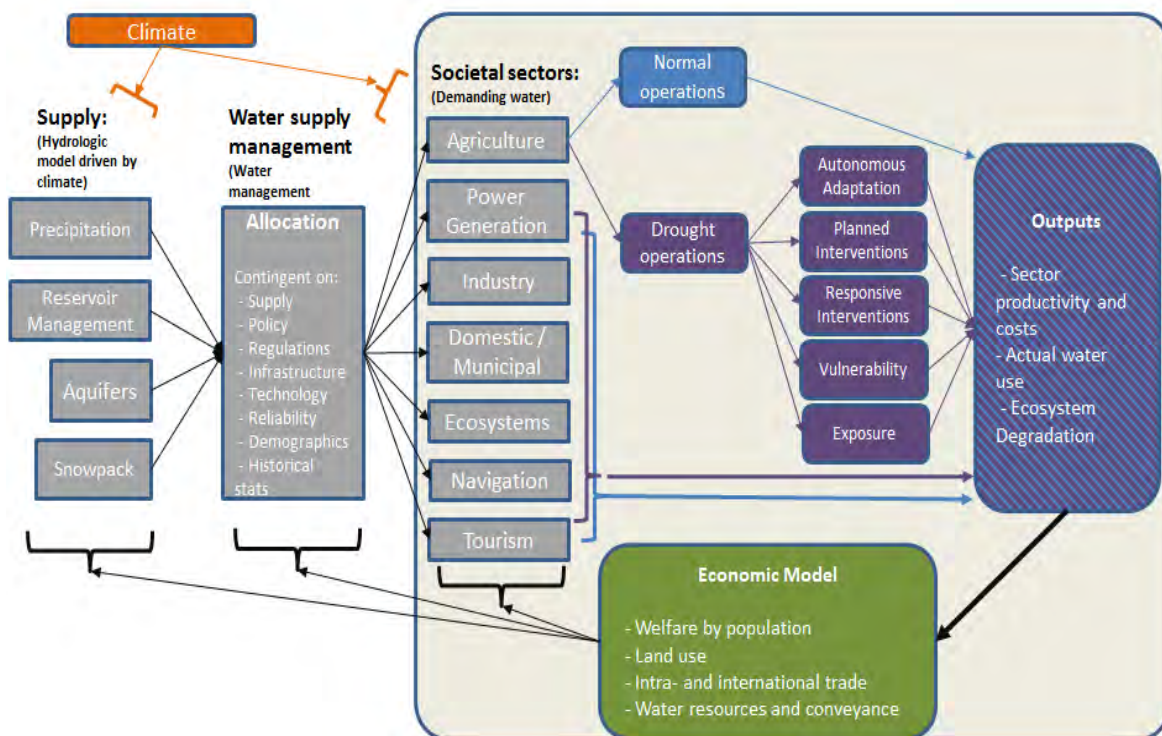 Climate
Supply:
(Hydrologic
model driven by
climate)
Precipitation
Reservoir
Management
Aquifers
Snowpack
Water supply
management
(Water
management
Allocation
Contingent on:
- Supply
- Policy
- Regulations
- Infrastructure
- Technology
- Reliability
- Demographics
- Historical
stats
Societal sectors:
(Demanding water)
Agriculture
Power
Generation
Industry
Domestic /
Municipal
Ecosystems
Navigation
Tourism
Normal
operations
Drought
operations
Autonomous
Adaptation
Planned
Interventions
Responsive
Interventions
Vulnerability
Exposure
Outputs
- Sector
productivity and
costs
- Actual water
use
- Ecosystem
Degradation
Economic Model
- Welfare by population
- Land use
- Intra- and international trade
- Water resources and conveyance